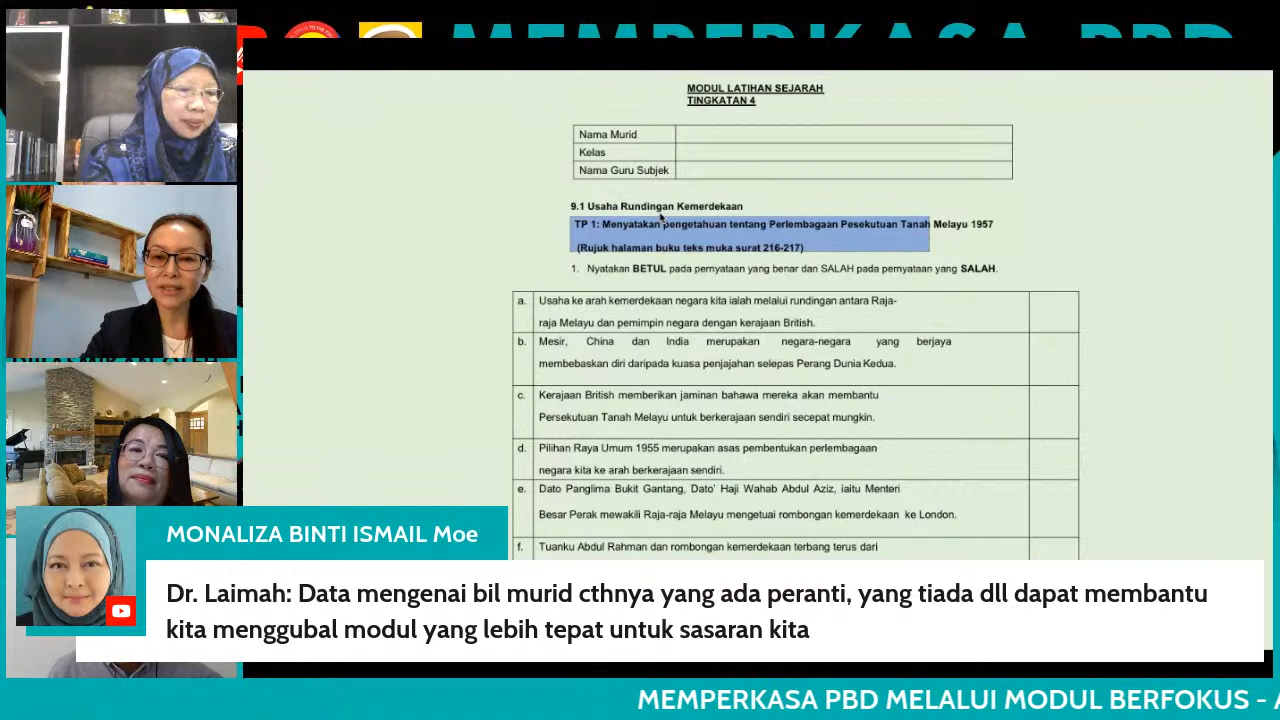 MEMPERKASA PBD
MODUL LATIHAN SEJARAH
TINGKATAN 4
Nama Murid
Kelas
Nama Guru Subjek
9.1 Usaha Rundingan Kemerdekaan
TP 1: Menyatakan pengetahuan tentang Perlembagaan Pesekutuan Tanah Melayu 1957
(Rujuk halaman buku teks muka surat 216-217)
1. Nyatakan BETUL pada pernyataan yang benar dan SALAH pada pernyataan yang SALAH.
a. Usaha ke arah kemerdekaan negara kita ialah melalui rundingan antara Raja-
raja Melayu dan pemimpin negara dengan kerajaan British.
b. Mesir, China dan India merupakan negara-negara yang berjaya
membebaskan diri daripada kuasa penjajahan selepas Perang Dunia Kedua.
c. Kerajaan British memberikan jaminan bahawa mereka akan membantu
Persekutuan Tanah Melayu untuk berkerajaan sendiri secepat mungkin.
d. Pilihan Raya Umum 1955 merupakan asas pembentukan perlembagaan
negara kita ke arah berkerajaan sendiri.
e. Dato Panglima Bukit Gantang, Dato' Haji Wahab Abdul Aziz, iaitu Menteri
Besar Perak mewakili Raja-raja Melayu mengetuai rombongan kemerdekaan ke London.
f. Tuanku Abdul Rahman dan rombongan kemerdekaan terbang terus dari
MONALIZA BINTI ISMAIL Moe
Dr. Laimah: Data mengenai bil murid cthnya yang ada peranti, yang tiada dll dapat membantu
kita menggubal modul yang lebih tepat untuk sasaran kita
MEMPERKASA PBD MELALUI MODUL BERFOKUS - A